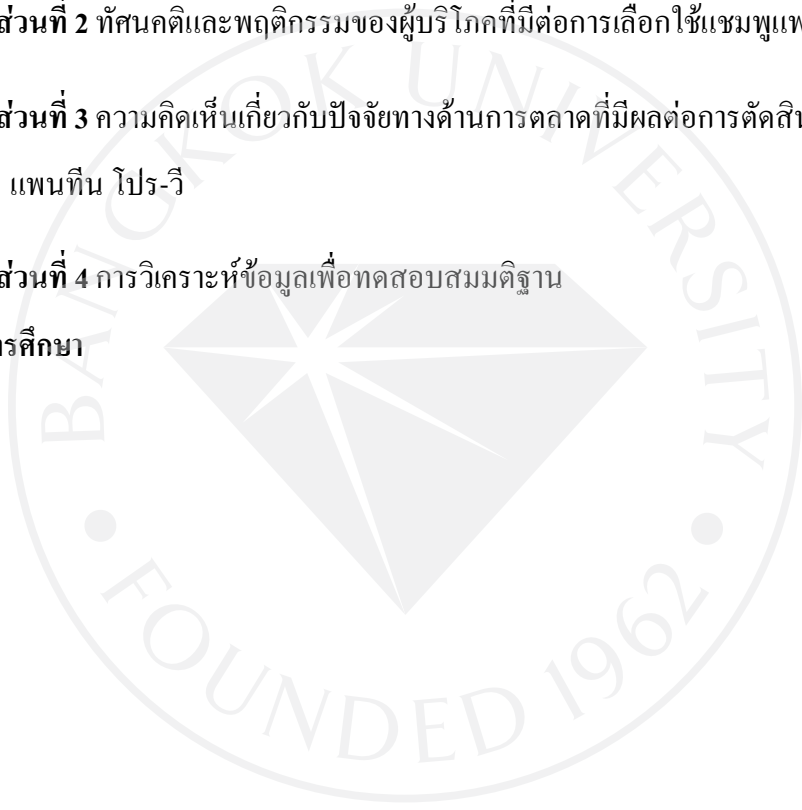 ส่วนที่ 2 ทัศนคติและพฤติกรรมของผู้บริโภคที่มีต่อการเลือกใช้แชมพูแพ
ส่วนที่ 3 ความคิดเห็นเกี่ยวกับปัจจัยทางด้านการตลาดที่มีผลต่อการตัดสิน
แพนทีน โปร-วี
ส่วนที่ 4 การวิเคราะห์ข้อมูลเพื่อทดสอบสมมติฐาน
รศึกษา
BANGKOK UNIVERSITY
FOUNDED 1962